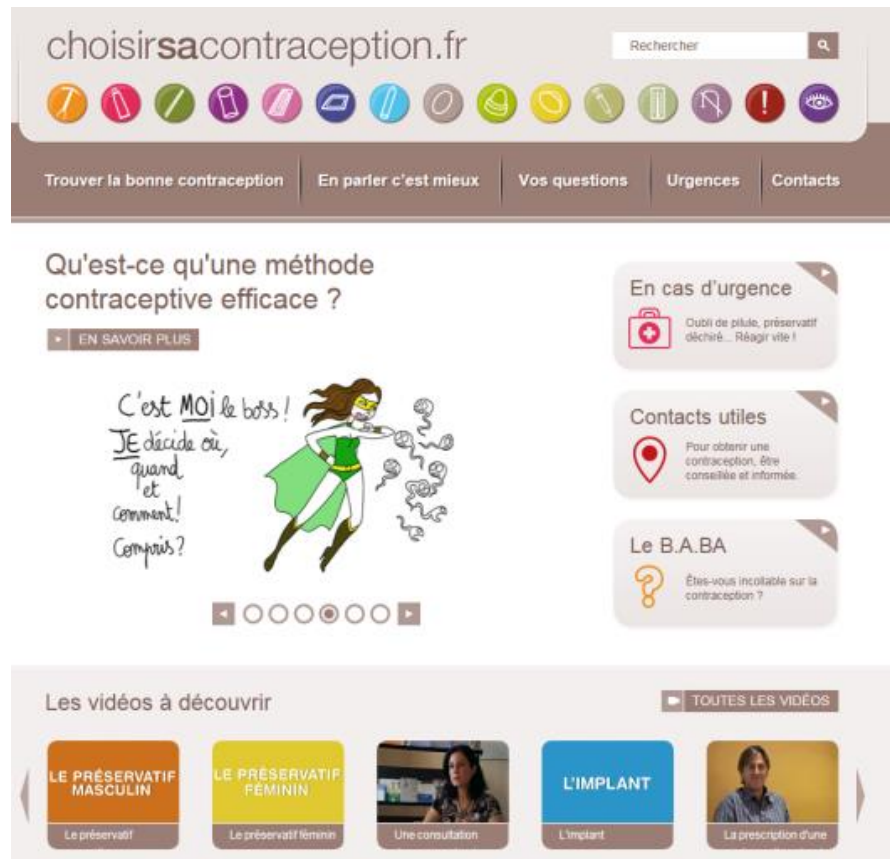 choisirsacontraception.fr
Rechercher
Trouver la bonne contraception
En parler c'est mieux
Vos questions
Urgences
Contacts
Qu'est-ce qu'une méthode
contraceptive efficace ?
EN SAVOIR PLUS
C'est MOI le boss !
JE décide où,
quand
et
comment !
Compris ?
En cas d'urgence
Oubli de pilule, préservatif
déchiré... Réagir vite !
Contacts utiles
Pour obtenir une
contraception, être
conseillée et informée.
Le B.A.BA
Êtes-vous incollable sur la
contraception ?
Les vidéos à découvrir
TOUTES LES VIDÉOS
LE PRÉSERVATIF
MASCULIN
Le préservatif
LE PRÉSERVATIF
FÉMININ
Le préservatif féminin
Une consultation
L'IMPLANT
L'implant
La prescription d'une